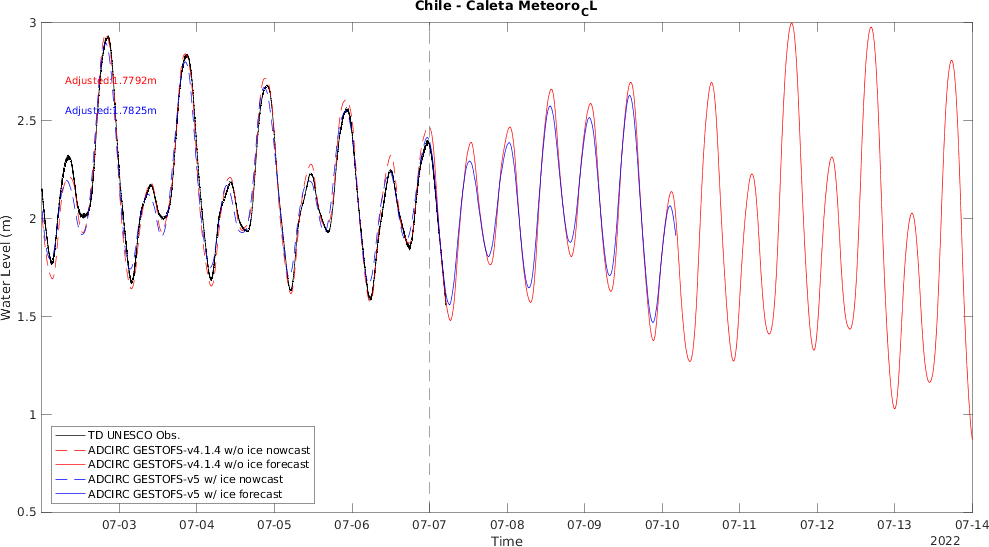 Chile - Caleta Meteoro_CL
3
2.5
2
1.5
1
0.5
Water Level (m)
Adjusted:1.7792m
Adjusted:1.7825m
TD UNESCO Obs.
ADCIRC GESTOFS-v4.1.4 w/o ice nowcast
ADCIRC GESTOFS-v4.1.4 w/o ice forecast
ADCIRC GESTOFS-v5 w/ ice nowcast
ADCIRC GESTOFS-v5 w/ ice forecast
07-03 07-04 07-05 07-06 07-07 07-08 07-09 07-10 07-11 07-12 07-13 07-14
Time
2022